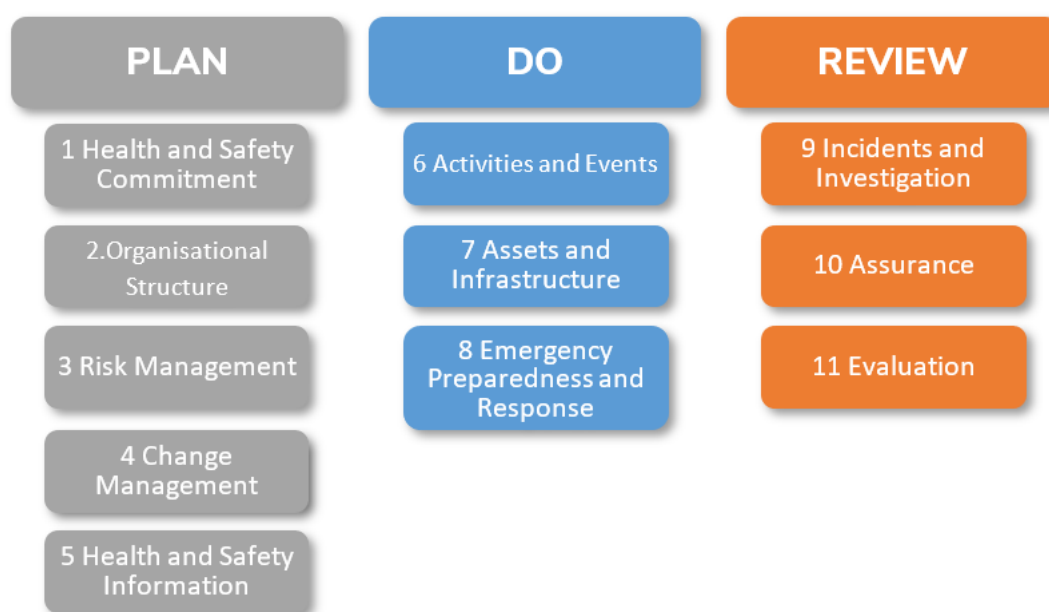 PLAN
1 Health and Safety
Commitment
2.Organisational
Structure
3 Risk Management
4 Change
Management
5 Health and Safety
Information
DO
6 Activities and Events
7 Assets and
Infrastructure
8 Emergency
Preparedness and
Response
REVIEW
9 Incidents and
Investigation
10 Assurance
11 Evaluation